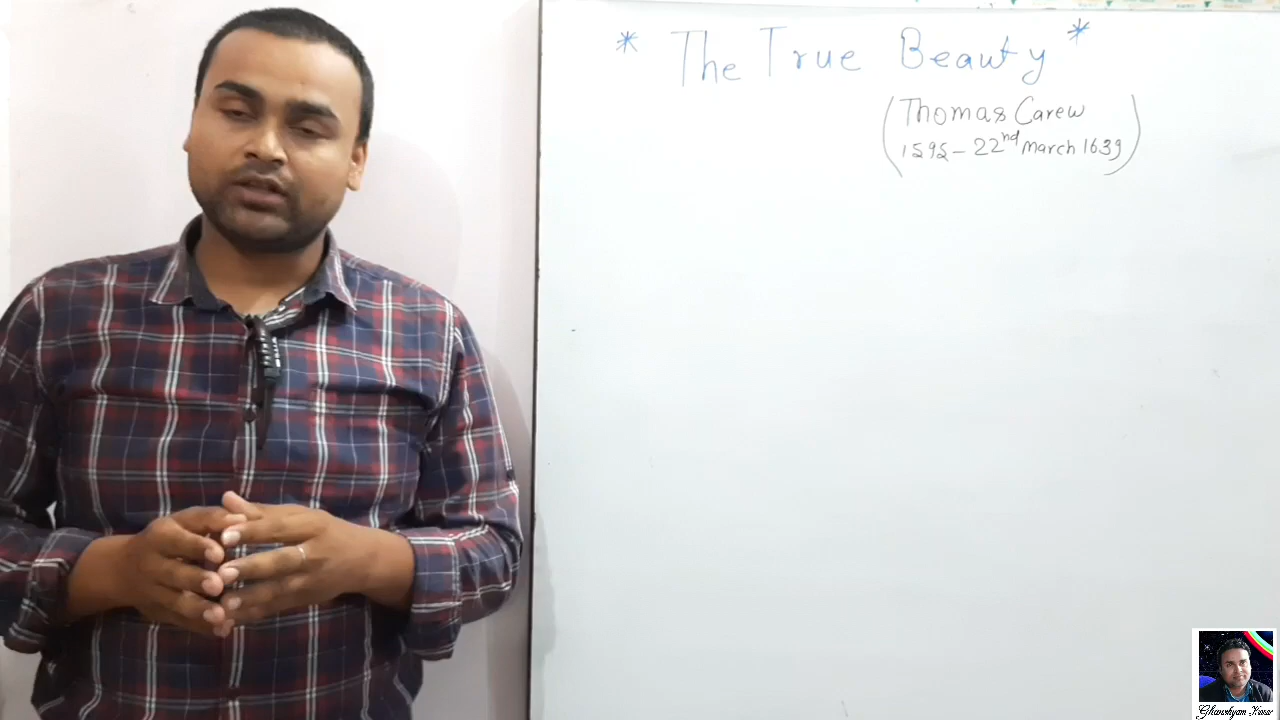 * The True Beauty *
(Thomas Carew
1595 - 22nd march 1639)